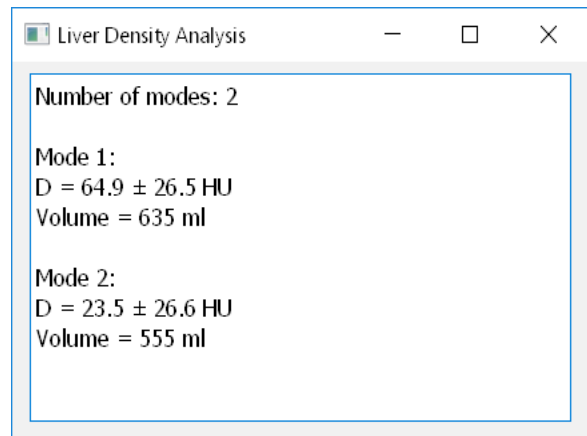 Liver Density Analysis
Number of modes: 2
Mode 1:
D = 64.9 ± 26.5 HU
Volume = 635 ml
Mode 2:
D = 23.5 ± 26.6 HU
Volume = 555 ml